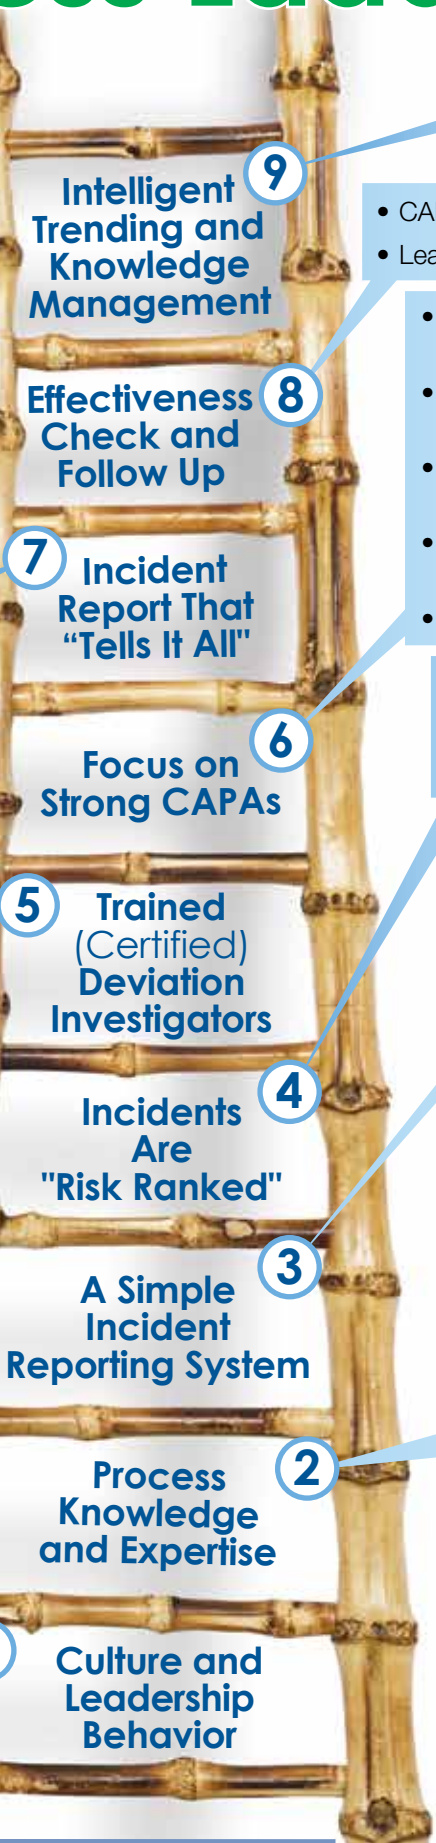 9
Intelligent
Trending and
Knowledge
Management
8
Effectiveness
Check and
Follow Up
7
Incident
Report That
“Tells It All"
6
Focus on
Strong CAPAs
5
Trained
(Certified)
Deviation
Investigators
4
Incidents
Are
"Risk Ranked"
3
A Simple
Incident
Reporting System
2
Process
Knowledge
and Expertise
Culture and
Leadership
Behavior